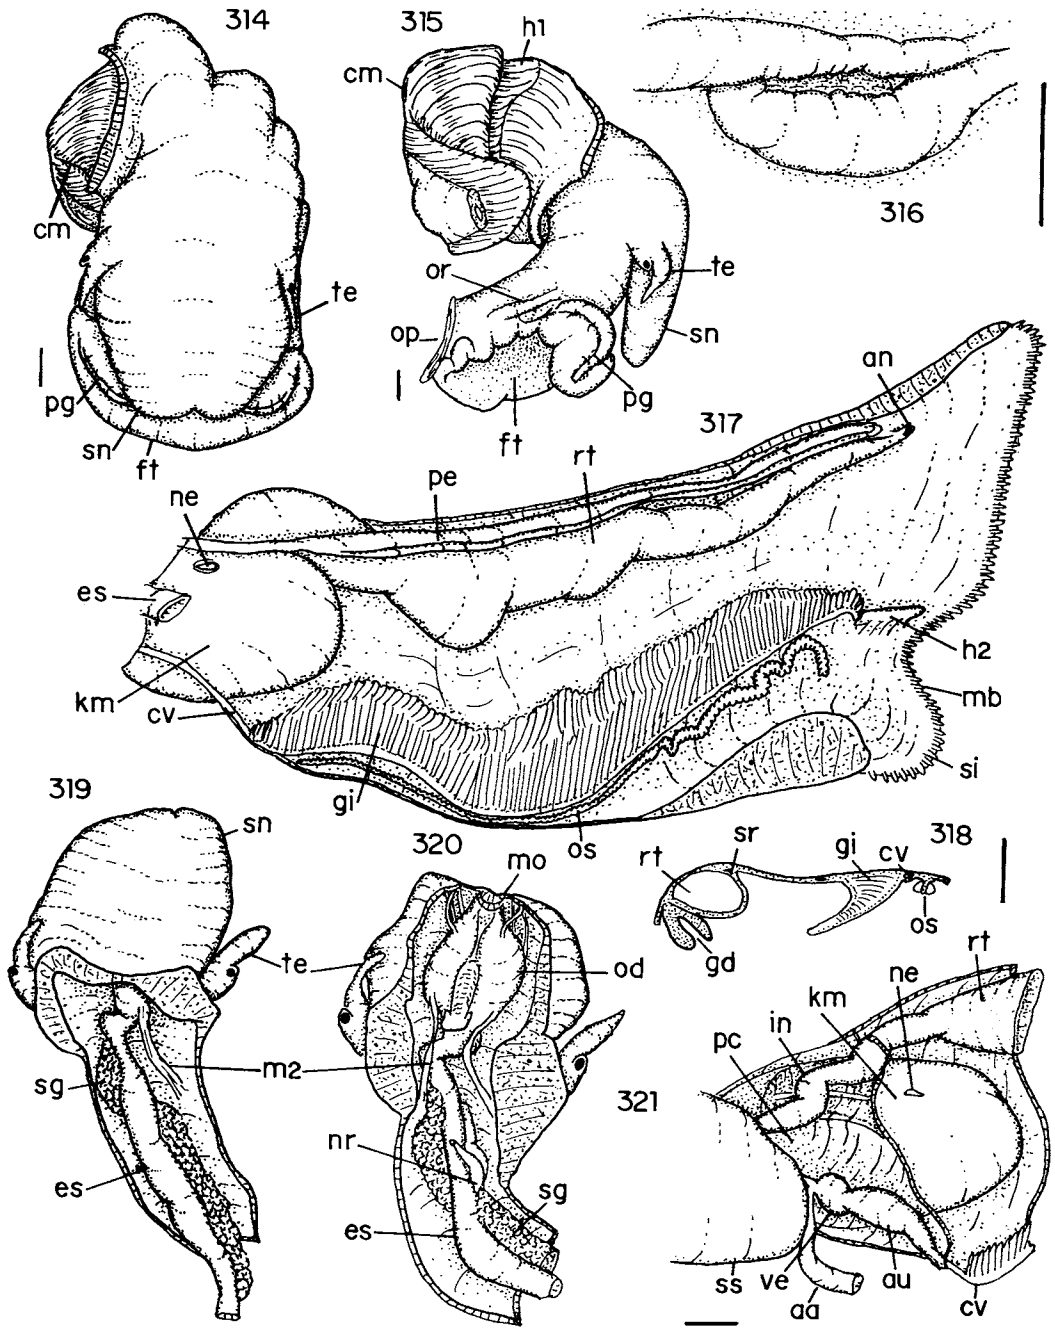 314
cm
te
pg
sn
ft
315
h1
cm
or
te
op
sn
pg
ft
316
317
an
pe
rt
ne
es
km
cv
gi
os
h2
mb
si
318
sr
rt
gi
cv
os
gd
319
sn
te
m2
sg
es
320
mo
od
nr
sg
es
321
rt
ne
km
in
pc
ss
ve
aa
au
cv